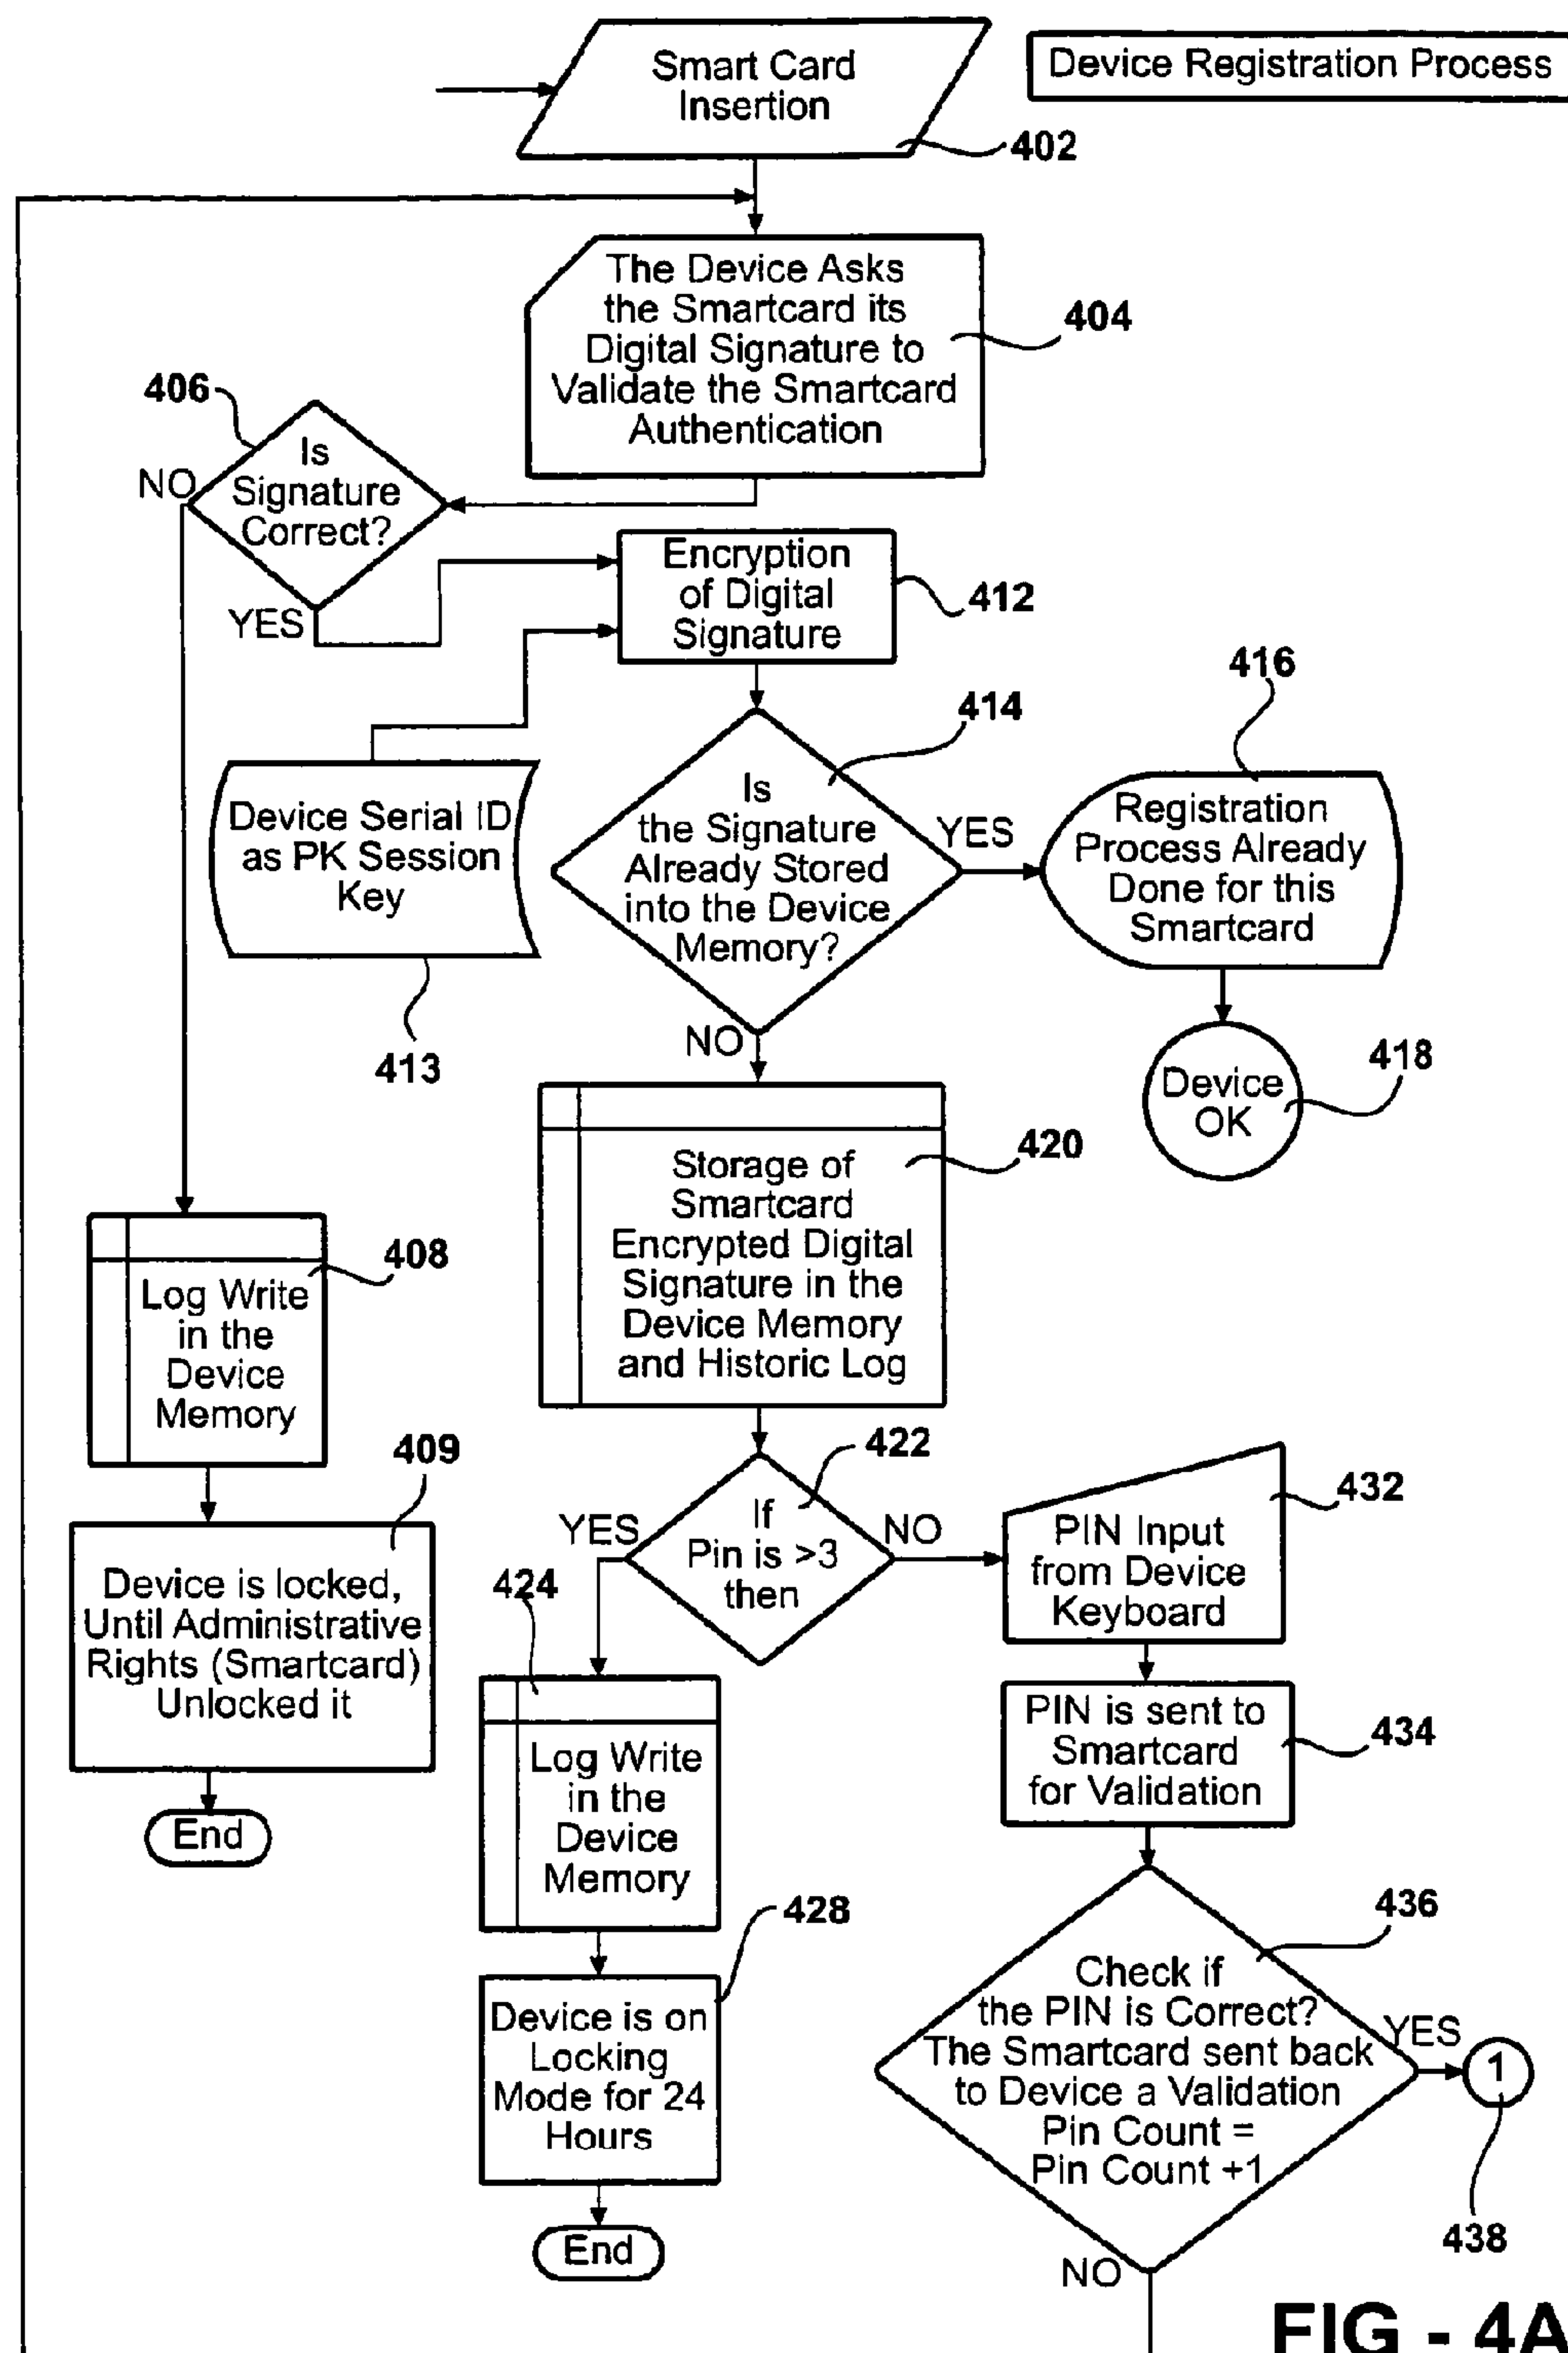 Smart Card
Insertion
402
Device Registration Process
The Device Asks
the Smartcard its
Digital Signature to
Validate the Smartcard
Authentication
404
406
Is
Signature
Correct?
NO
YES
Encryption
of Digital
Signature
412
Device Serial ID
as PK Session
Key
413
414
Is
the Signature
Already Stored
into the Device
Memory?
YES
NO
416
Registration
Process Already
Done for this
Smartcard
Device
OK
418
Storage of
Smartcard
Encrypted Digital
Signature in the
Device Memory
and Historic Log
420
Log Write
in the
Device
Memory
408
409
Device is locked,
Until Administrative
Rights (Smartcard)
Unlocked it
End
422
If
Pin is >3
then
YES
NO
424
Log Write
in the
Device
Memory
428
Device is on
Locking
Mode for 24
Hours
End
432
PIN Input
from Device
Keyboard
PIN is sent to
Smartcard
for Validation
434
436
Check if
the PIN is Correct?
The Smartcard sent back
to Device a Validation
Pin Count =
Pin Count +1
YES
1
438
NO
FIG - 4A